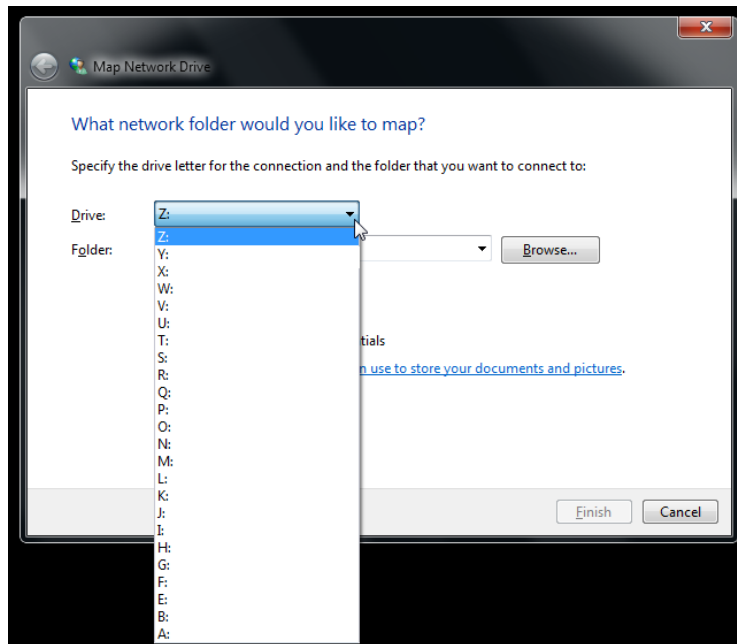 Map Network Drive
What network folder would you like to map?
Specify the drive letter for the connection and the folder that you want to connect to:
Drive: Z:
Z:
Folder: Browse...
Y:
X:
W:
V:
U:
T: tials
S:
R: n use to store your documents and pictures.
Q:
P:
O:
N:
M:
L:
K:
J: Finish Cancel
I:
H:
G:
F:
E:
B:
A: